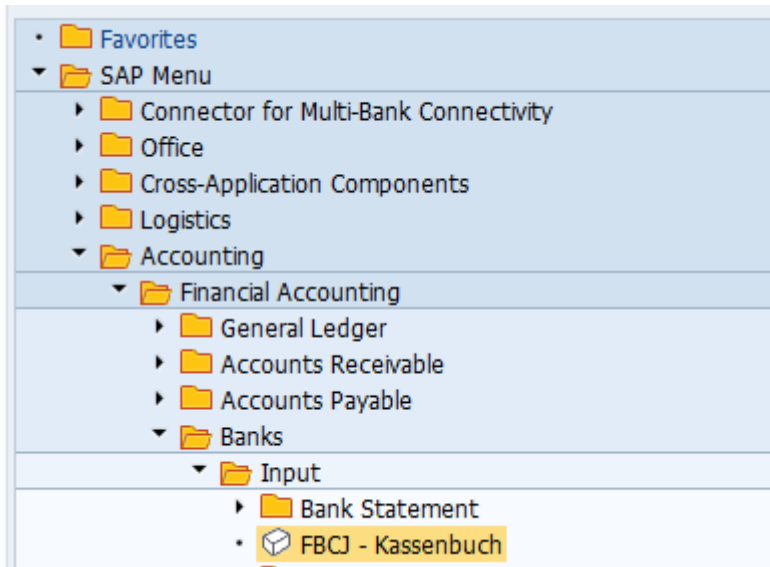 Favorites
SAP Menu
Connector for Multi-Bank Connectivity
Office
Cross-Application Components
Logistics
Accounting
Financial Accounting
General Ledger
Accounts Receivable
Accounts Payable
Banks
Input
Bank Statement
FBCJ - Kassenbuch